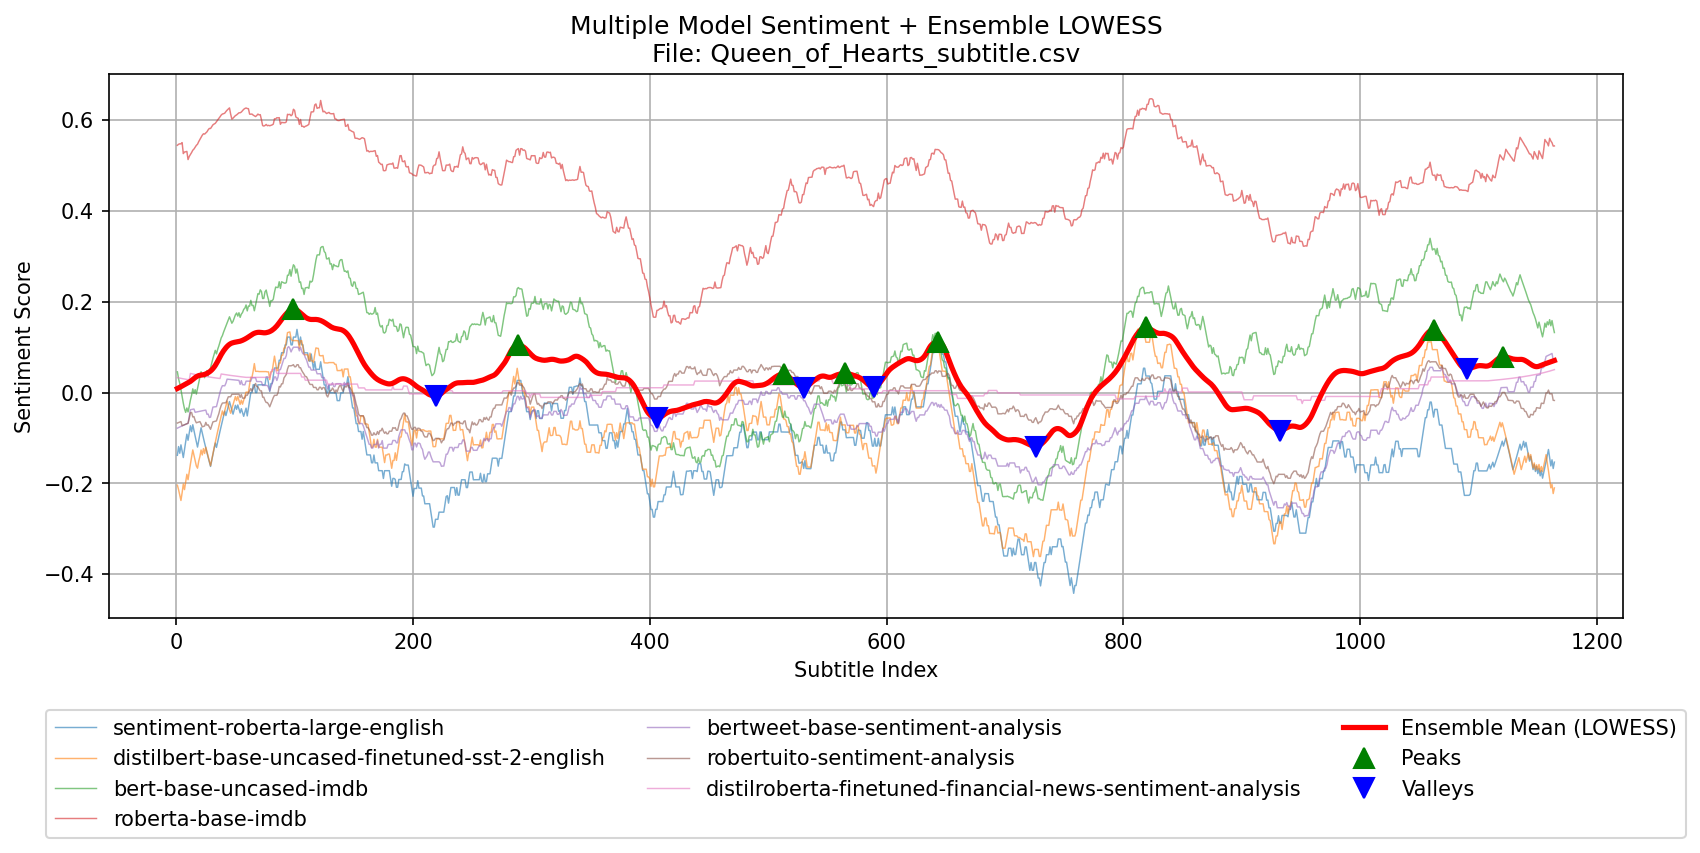 Multiple Model Sentiment + Ensemble LOWESS
File: Queen_of_Hearts_subtitle.csv
Sentiment Score
0.6
0.4
0.2
0.0
−0.2
−0.4
0 200 400 600 800 1000 1200
Subtitle Index
sentiment-roberta-large-english
distilbert-base-uncased-finetuned-sst-2-english
bert-base-uncased-imdb
roberta-base-imdb
bertweet-base-sentiment-analysis
robertuito-sentiment-analysis
distilroberta-finetuned-financial-news-sentiment-analysis
Ensemble Mean (LOWESS)
Peaks
Valleys